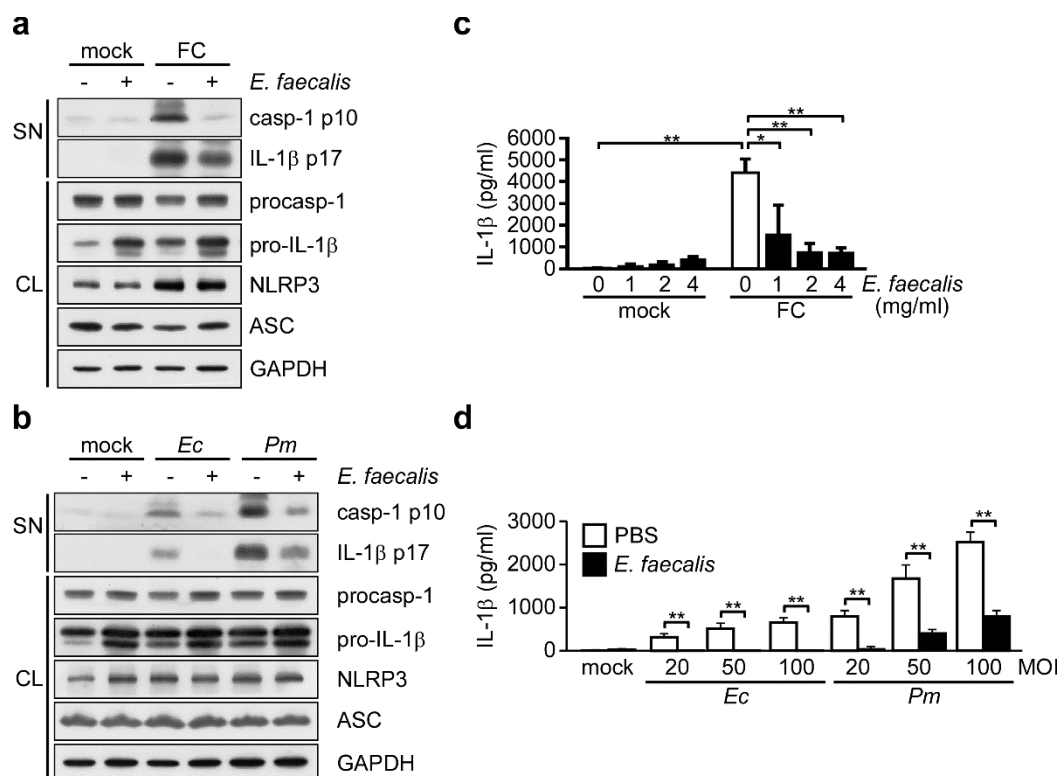 a
mock FC
- + - + E. faecalis
SN
casp-1 p10
IL-1β p17
CL
procasp-1
pro-IL-1β
NLRP3
ASC
GAPDH
b
mock Ec Pm
- + - + - + E. faecalis
SN
casp-1 p10
IL-1β p17
CL
procasp-1
pro-IL-1β
NLRP3
ASC
GAPDH
c
IL-1β (pg/ml)
6000
5000
4000
3000
2000
1000
0
**
**
**
*
0 1 2 4 0 1 2 4 E. faecalis
mock FC (mg/ml)
d
IL-1β (pg/ml)
3000
2000
1000
0
PBS
E. faecalis
** ** ** ** ** **
mock 20 50 100 20 50 100 MOI
Ec Pm